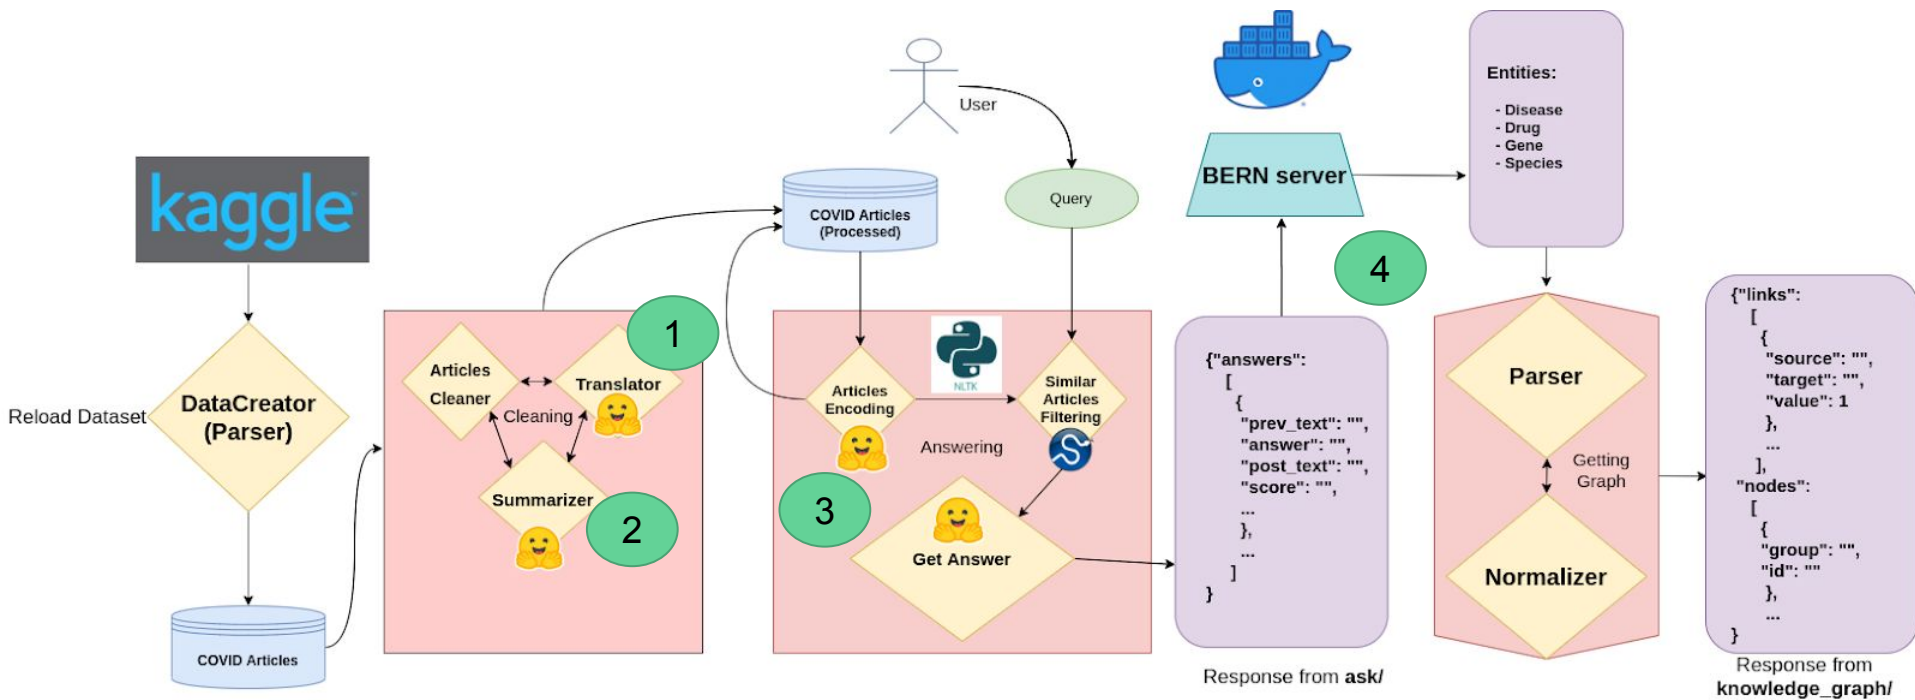 kaggle
Reload Dataset
DataCreator
(Parser)
COVID Articles
1
Articles
Cleaner
Translator
Cleaning
Summarizer
2
User
COVID Articles
(Processed)
Query
NLTK
Articles
Encoding
Similar
Articles
Filtering
Answering
3
Get Answer
{"answers":
[
{
"prev_text": "",
"answer": "",
"post_text": "",
"score": "",
...
},
...
]
}
Response from ask/
BERN server
4
Entities:
- Disease
- Drug
- Gene
- Species
Parser
Getting
Graph
Normalizer
{"links":
[
{
"source": "",
"target": "",
"value": 1
},
...
],
"nodes":
[
{
"group": "",
"id": ""
},
...
}
Response from
knowledge_graph/